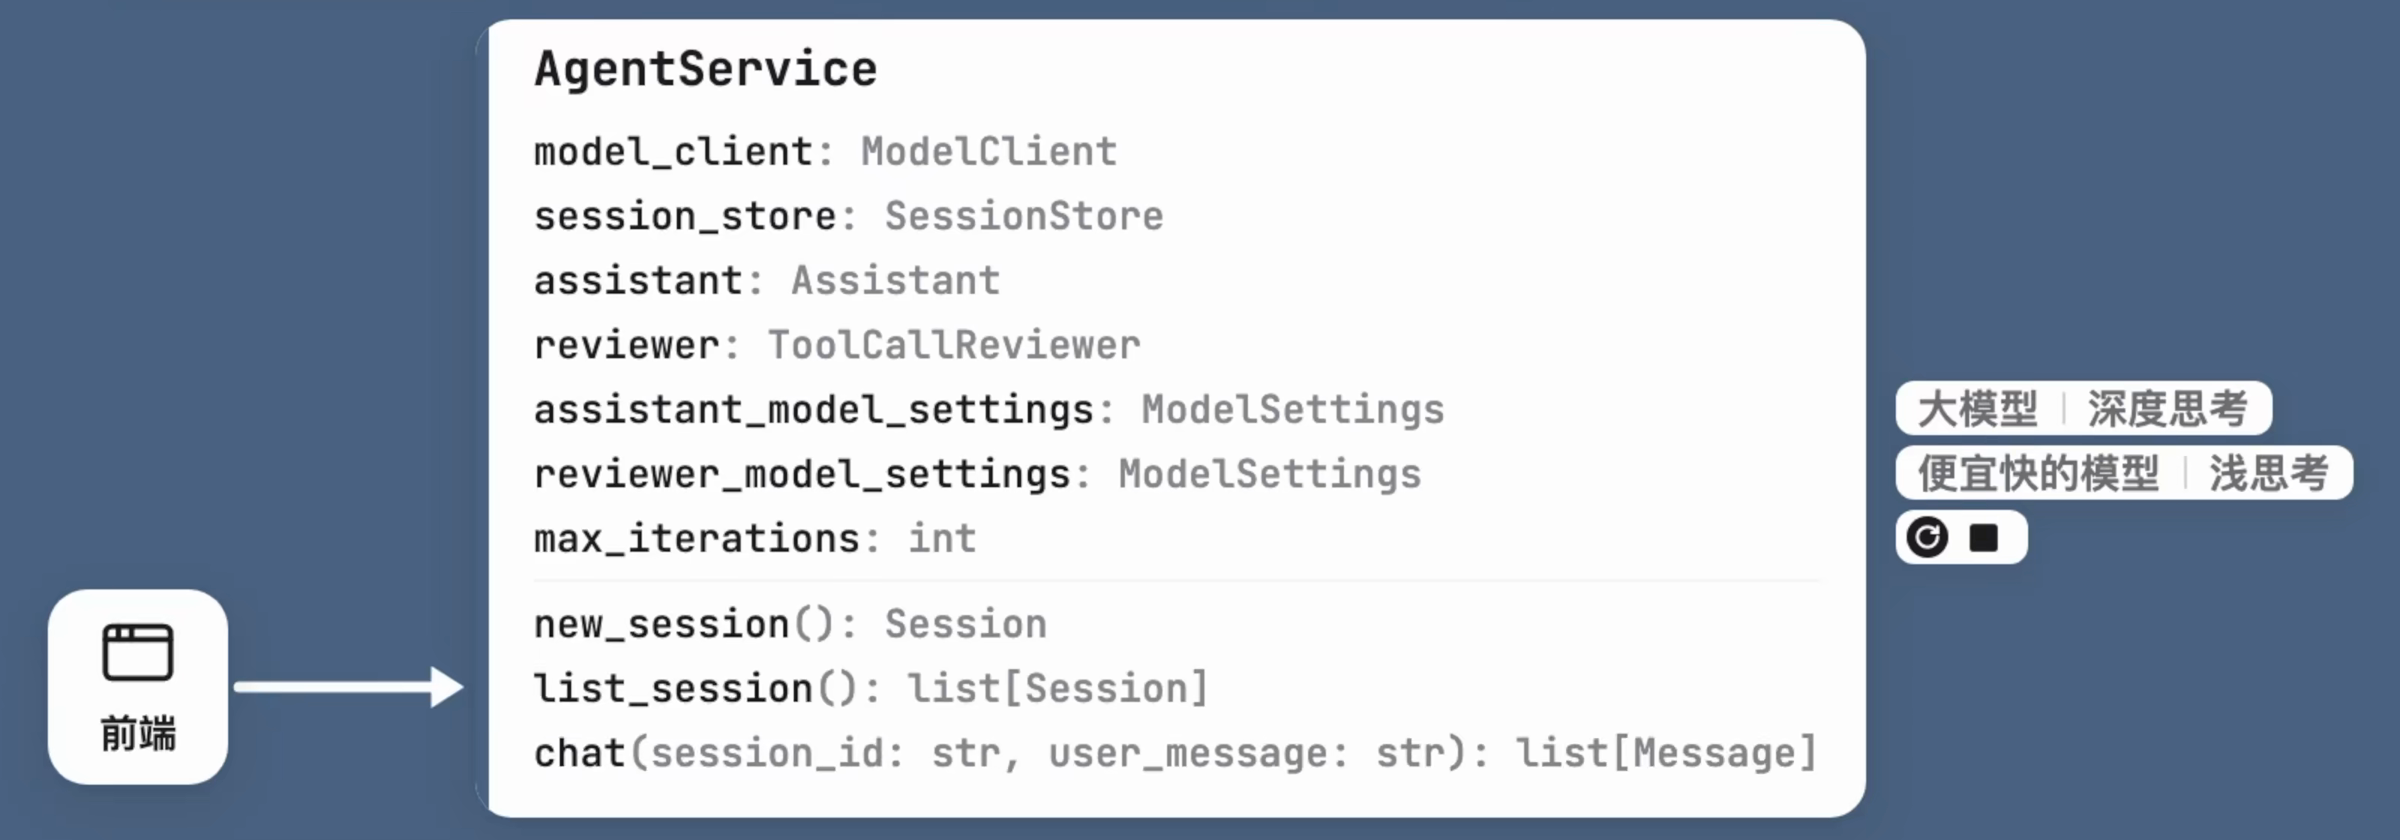 AgentService
model_client: ModelClient
session_store: SessionStore
assistant: Assistant
reviewer: ToolCallReviewer
assistant_model_settings: ModelSettings
大模型 | 深度思考
reviewer_model_settings: ModelSettings
便宜快的模型 | 浅思考
max_iterations: int
new_session(): Session
list_session(): list[Session]
chat(session_id: str, user_message: str): list[Message]
前端